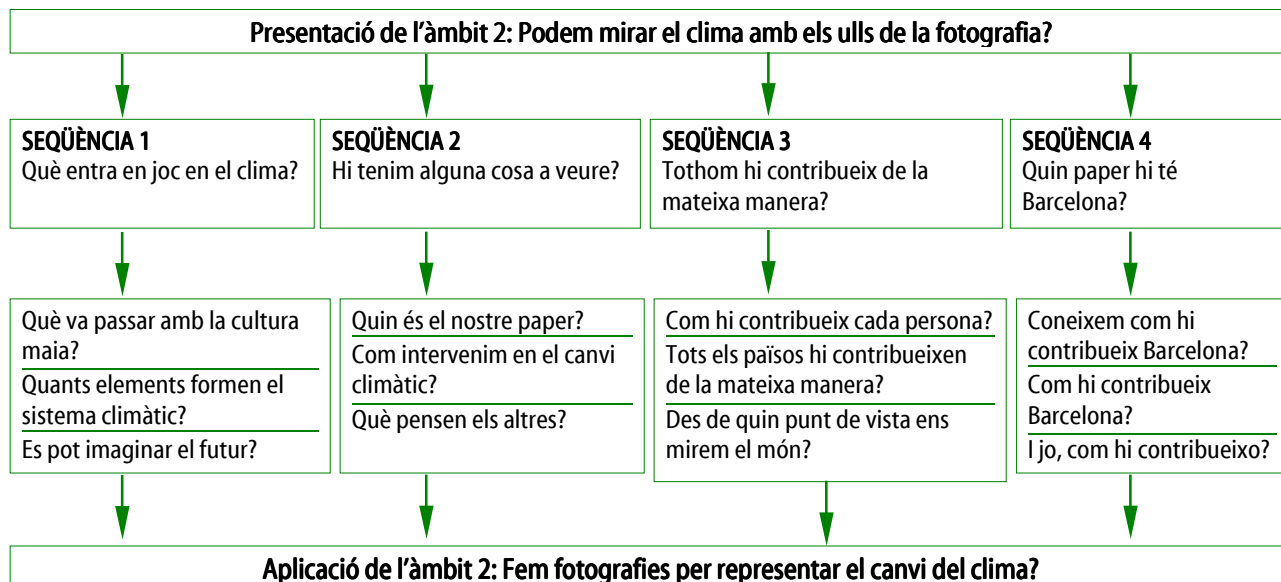 Presentació de l'àmbit 2: Podem mirar el clima amb els ulls de la fotografia?
SEQÜÈNCIA 1
Què entra en joc en el clima?
SEQÜÈNCIA 2
Hi tenim alguna cosa a veure?
SEQÜÈNCIA 3
Tothom hi contribueix de la
mateixa manera?
SEQÜÈNCIA 4
Quin paper hi té
Barcelona?
Què va passar amb la cultura
maia?
Quants elements formen el
sistema climàtic?
Es pot imaginar el futur?
Quin és el nostre paper?
Com intervenim en el canvi
climàtic?
Què pensen els altres?
Com hi contribueix cada persona?
Tots els països hi contribueixen
de la mateixa manera?
Des de quin punt de vista ens
mirem el món?
Coneixem com hi
contribueix Barcelona?
Com hi contribueix
Barcelona?
I jo, com hi contribueixo?
Aplicació de l'àmbit 2: Fem fotografies per representar el canvi del clima?